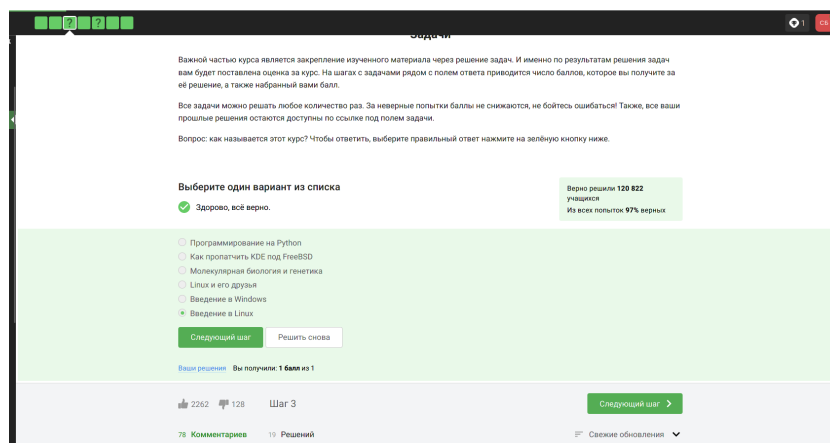 ? ?
1 СБ
Задачи
Важной частью курса является закрепление изученного материала через решение задач. И именно по результатам решения задач
вам будет поставлена оценка за курс. На шагах с задачами рядом с полем ответа приводится число баллов, которое вы получите за
её решение, а также набранный вами балл.
Все задачи можно решать любое количество раз. За неверные попытки баллы не снижаются, не бойтесь ошибаться! Также, все ваши
прошлые решения остаются доступны по ссылке под полем задачи.
Вопрос: как называется этот курс? Чтобы ответить, выберите правильный ответ нажмите на зелёную кнопку ниже.
Выберите один вариант из списка
Здорово, всё верно.
Верно решили 120 822
учащихся
Из всех попыток 97% верных
Программирование на Python
Как пропатчить KDE под FreeBSD
Молекулярная биология и генетика
Linux и его друзья
Введение в Windows
Введение в Linux
Следующий шаг Решить снова
Ваши решения Вы получили: 1 балл из 1
2262 128 Шаг 3 Следующий шаг
78 Комментариев 19 Решений Свежие обновления